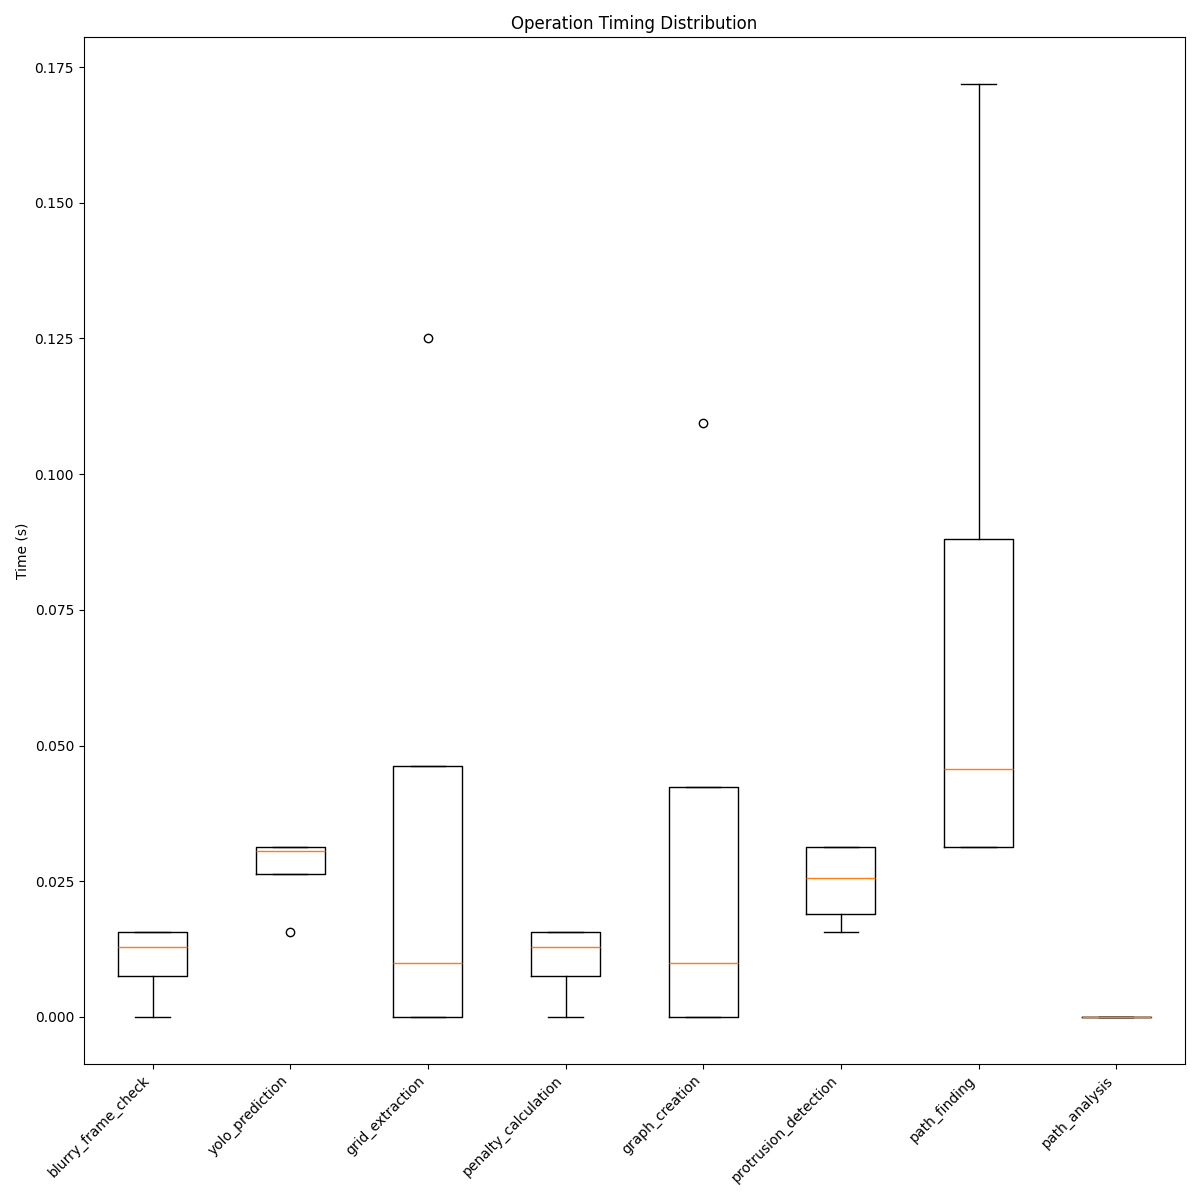 Operation Timing Distribution
0.175
0.150
0.125
0.100
0.075
0.050
0.025
0.000
Time (s)
blurry_frame_check
yolo_prediction
grid_extraction
penalty_calculation
graph_creation
protrusion_detection
path_finding
path_analysis